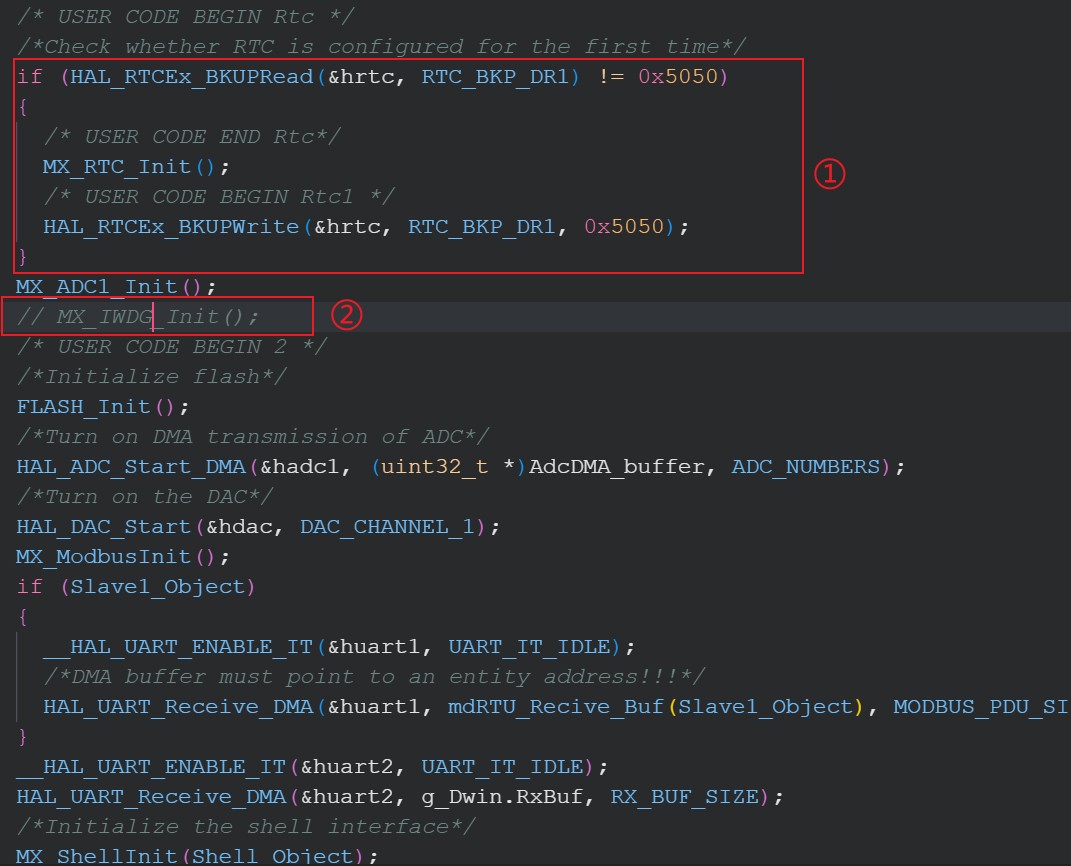 /* USER CODE BEGIN Rtc */
/*Check whether RTC is configured for the first time*/
if (HAL_RTCEx_BKUPRead(&hrtc, RTC_BKP_DR1) != 0x5050)
{
/* USER CODE END Rtc*/
MX_RTC_Init();
①
/* USER CODE BEGIN Rtc1 */
HAL_RTCEx_BKUPWrite(&hrtc, RTC_BKP_DR1, 0x5050);
}
MX_ADC1_Init();
// MX_IWDG_Init();
②
/* USER CODE BEGIN 2 */
/*Initialize flash*/
FLASH_Init();
/*Turn on DMA transmission of ADC*/
HAL_ADC_Start_DMA(&hadc1, (uint32_t *)AdcDMA_buffer, ADC_NUMBERS);
/*Turn on the DAC*/
HAL_DAC_Start(&hdac, DAC_CHANNEL_1);
MX_ModbusInit();
if (Slave1_Object)
{
__HAL_UART_ENABLE_IT(&huart1, UART_IT_IDLE);
/*DMA buffer must point to an entity address!!!*/
HAL_UART_Receive_DMA(&huart1, mdRTU_Recive_Buf(Slave1_Object), MODBUS_PDU_SI
}
__HAL_UART_ENABLE_IT(&huart2, UART_IT_IDLE);
HAL_UART_Receive_DMA(&huart2, g_Dwin.RxBuf, RX_BUF_SIZE);
/*Initialize the shell interface*/
MX_ShellInit(Shell_Object);